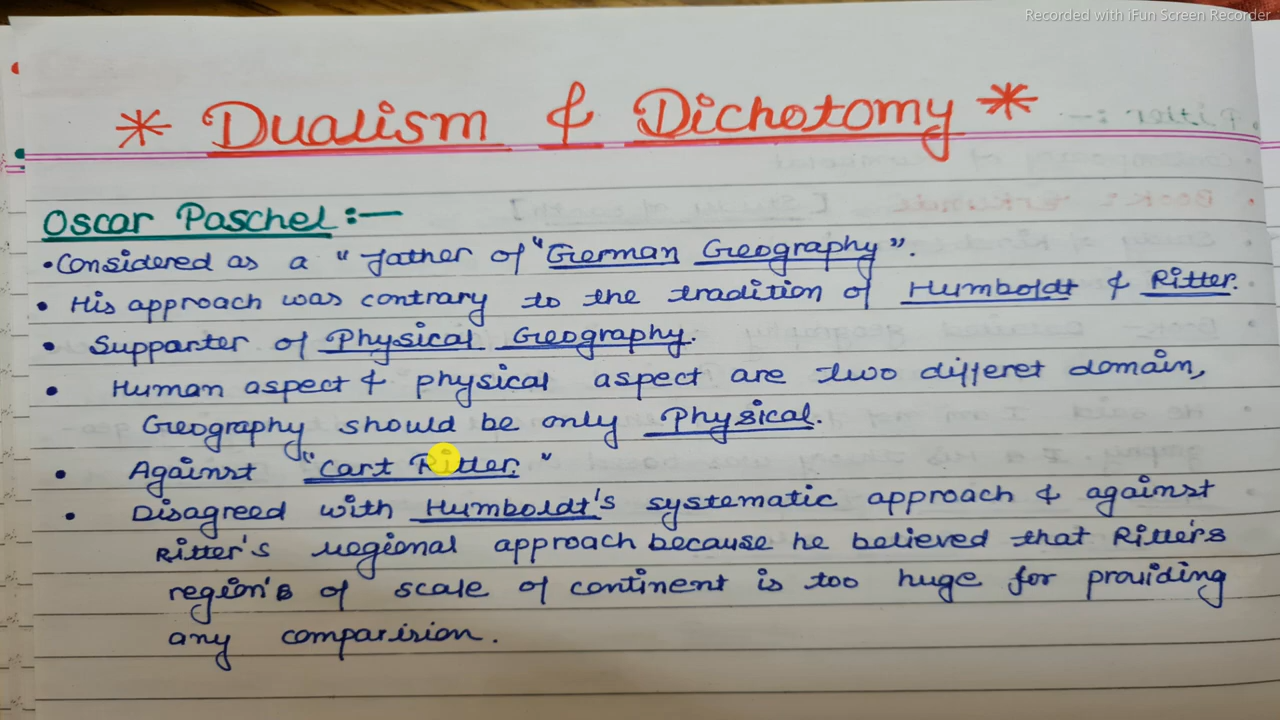 Recorded with iFun Screen Recorder
* Dualism & Dichotomy *
Oscar Paschel:—
• Considered as a " father of "German Geography".
• His approach was contrary to the tradition of Humboldt & Ritter.
• Supporter of Physical Geography.
• Human aspect & physical aspect are two differet domain,
Geography should be only Physical.
• Against "Cart Ritter."
• Disagreed with Humboldt's systematic approach & against
Ritter's regional approach because he believed that Ritter's
region's of scale of continent is too huge for providing
any comparision.